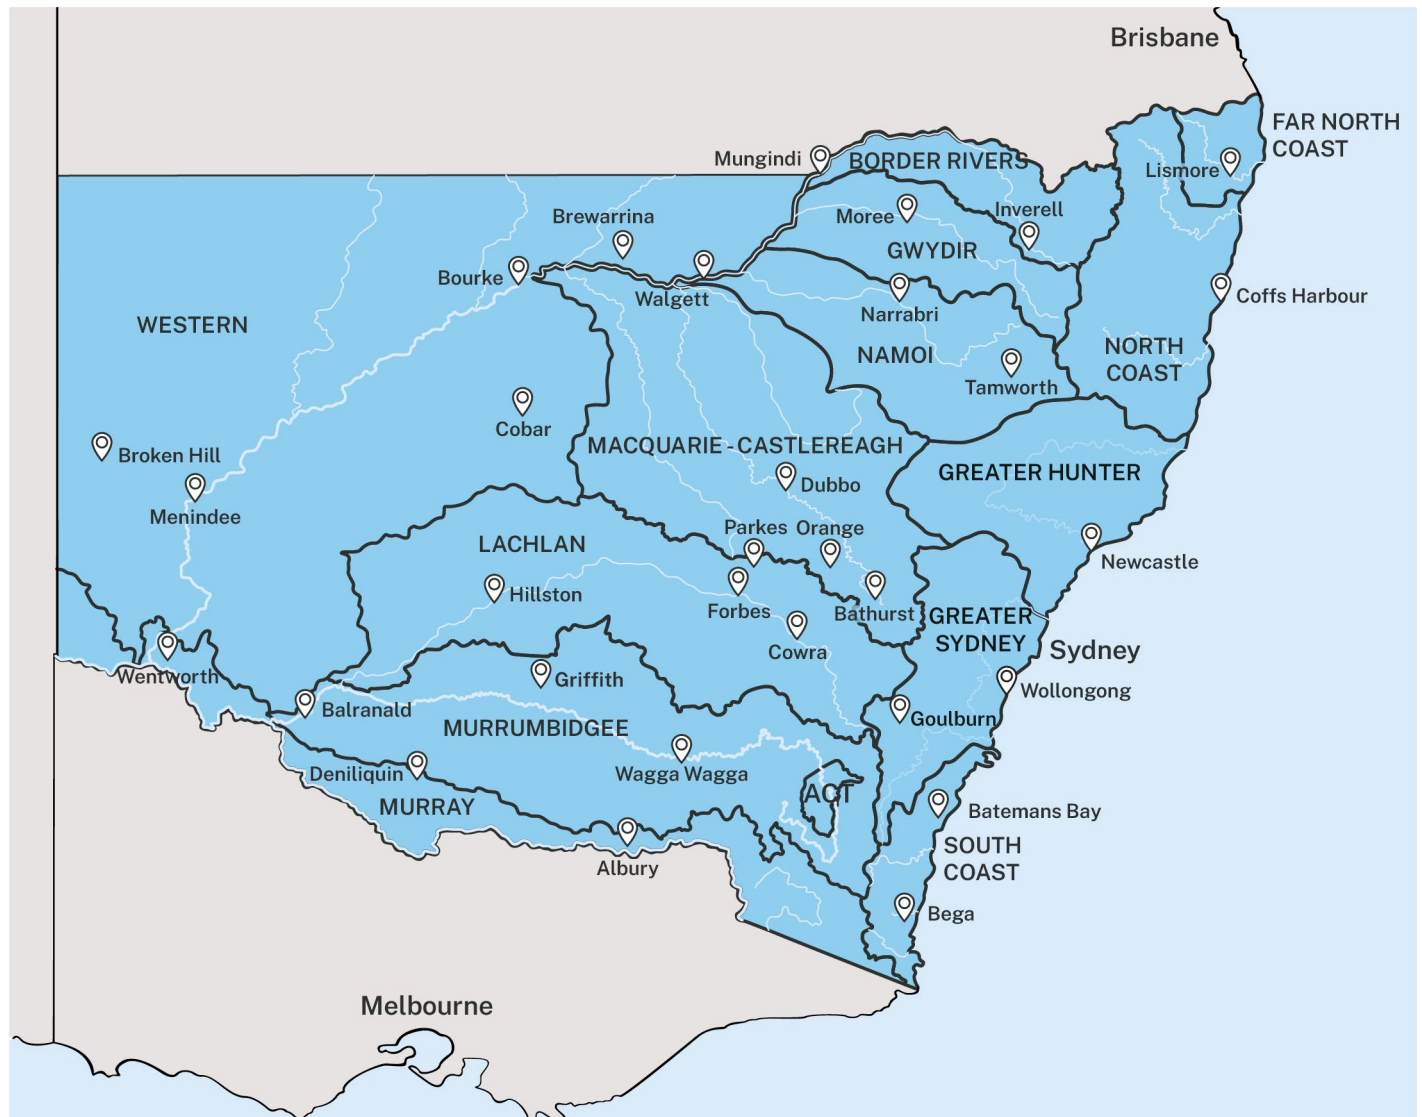 Brisbane
FAR NORTH
COAST
Mungindi
BORDER RIVERS
Lismore
Brewarrina
Moree
Inverell
GWYDIR
Bourke
Walgett
Narrabri
Coffs Harbour
WESTERN
NAMOI
NORTH
COAST
Tamworth
Cobar
MACQUARIE - CASTLEREAGH
Broken Hill
GREATER HUNTER
Dubbo
Menindee
Parkes
Orange
LACHLAN
Newcastle
Hillston
Forbes
Bathurst
GREATER
SYDNEY
Cowra
Sydney
Wentworth
Griffith
Wollongong
Balranald
Goulburn
MURRUMBIDGEE
Deniliquin
Wagga Wagga
ACT
MURRAY
Batemans Bay
SOUTH
COAST
Albury
Bega
Melbourne